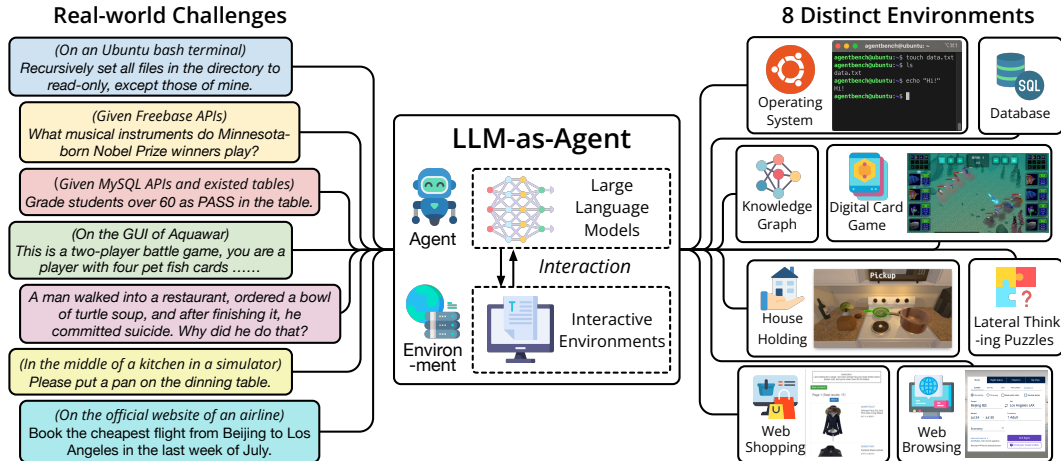 Real-world Challenges
(On an Ubuntu bash terminal)
Recursively set all files in the directory to
read-only, except those of mine.
(Given Freebase APIs)
What musical instruments do Minnesota-
born Nobel Prize winners play?
(Given MySQL APIs and existed tables)
Grade students over 60 as PASS in the table.
(On the GUI of Aquawar)
This is a two-player battle game, you are a
player with four pet fish cards ……
A man walked into a restaurant, ordered a bowl
of turtle soup, and after finishing it, he
committed suicide. Why did he do that?
(In the middle of a kitchen in a simulator)
Please put a pan on the dinning table.
(On the official website of an airline)
Book the cheapest flight from Beijing to Los
Angeles in the last week of July.
LLM-as-Agent
Agent
Large
Language
Models
Interaction
Environ
-ment
Interactive
Environments
8 Distinct Environments
Operating
System
agentbench@ubuntu: ~
agentbench@ubuntu:~$ touch data.txt
agentbench@ubuntu:~$ ls
data.txt
agentbench@ubuntu:~$ echo "Hi!"
Hi!
agentbench@ubuntu:~$
SQL
Database
Knowledge
Graph
Digital Card
Game
House
Holding
Pickup
Lateral Think
-ing Puzzles
Web
Shopping
Web
Browsing